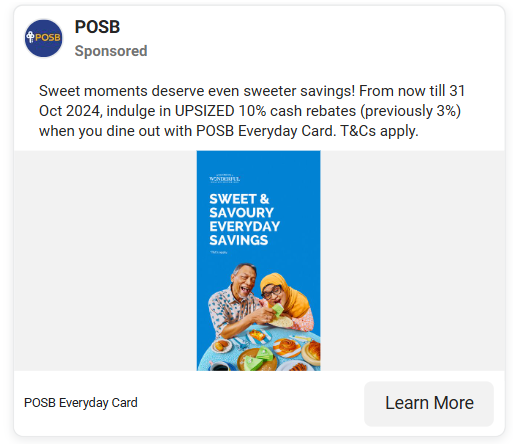 POSB
POSB
Sponsored
Sweet moments deserve even sweeter savings! From now till 31
Oct 2024, indulge in UPSIZED 10% cash rebates (previously 3%)
when you dine out with POSB Everyday Card. T&Cs apply.
WONDERFUL
SWEET &
SAVOURY
EVERYDAY
SAVINGS
POSB Everyday Card
Learn More